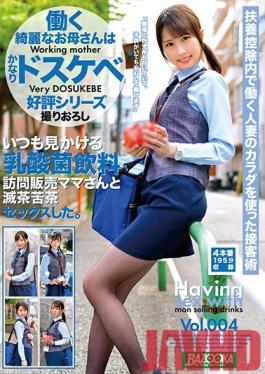 働く
綺麗なお母さんは
Working mother
かなり
ドスケベ
Very DOSUKEBE
好評シリーズ
撮りおろし
いつも見かける
乳酸菌飲料
訪問販売ママさんと
滅茶苦茶
セックスした。
扶養控除内で働く人妻の
カラダを使った接客術
4本番
195分
収録
Having
Sex with
mon selling drinks
Vol.004
BAZOOKA